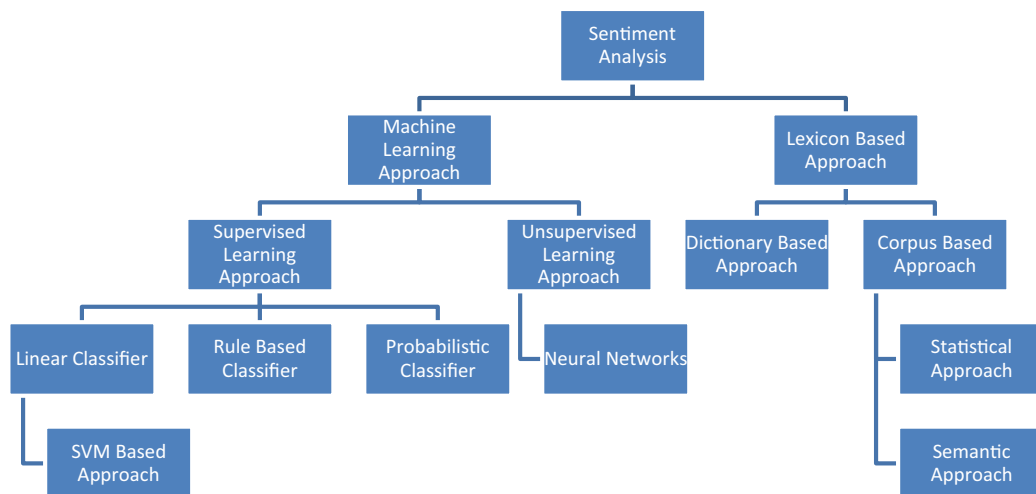 Sentiment
Analysis
Machine
Learning
Approach
Lexicon Based
Approach
Supervised
Learning
Approach
Unsupervised
Learning
Approach
Dictionary Based
Approach
Corpus Based
Approach
Linear Classifier
Rule Based
Classifier
Probabilistic
Classifier
Neural Networks
Statistical
Approach
SVM Based
Approach
Semantic
Approach